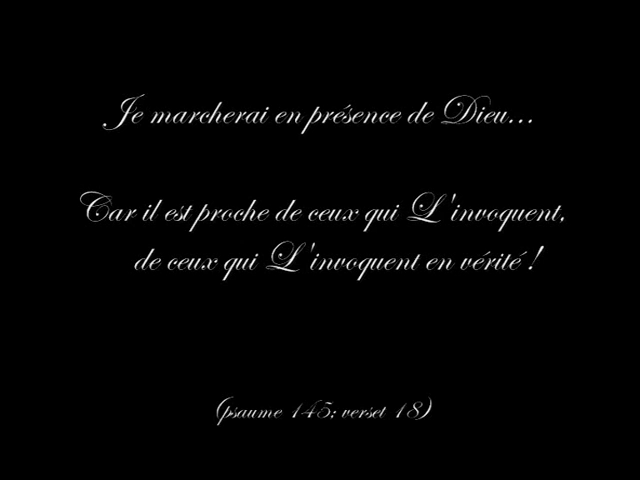 Je marcherai en présence de Dieu...
Car il est proche de ceux qui L'invoquent,
de ceux qui L'invoquent en vérité !
(psaume 145: verset 18)